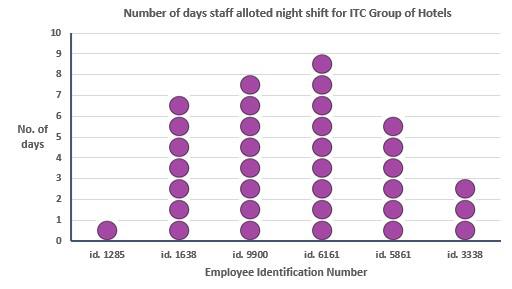 Number of days staff alloted night shift for ITC Group of Hotels
10
9
8
7
6
5
4
3
2
1
0
No. of
days
id. 1285 id. 1638 id. 9900 id. 6161 id. 5861 id. 3338
Employee Identification Number